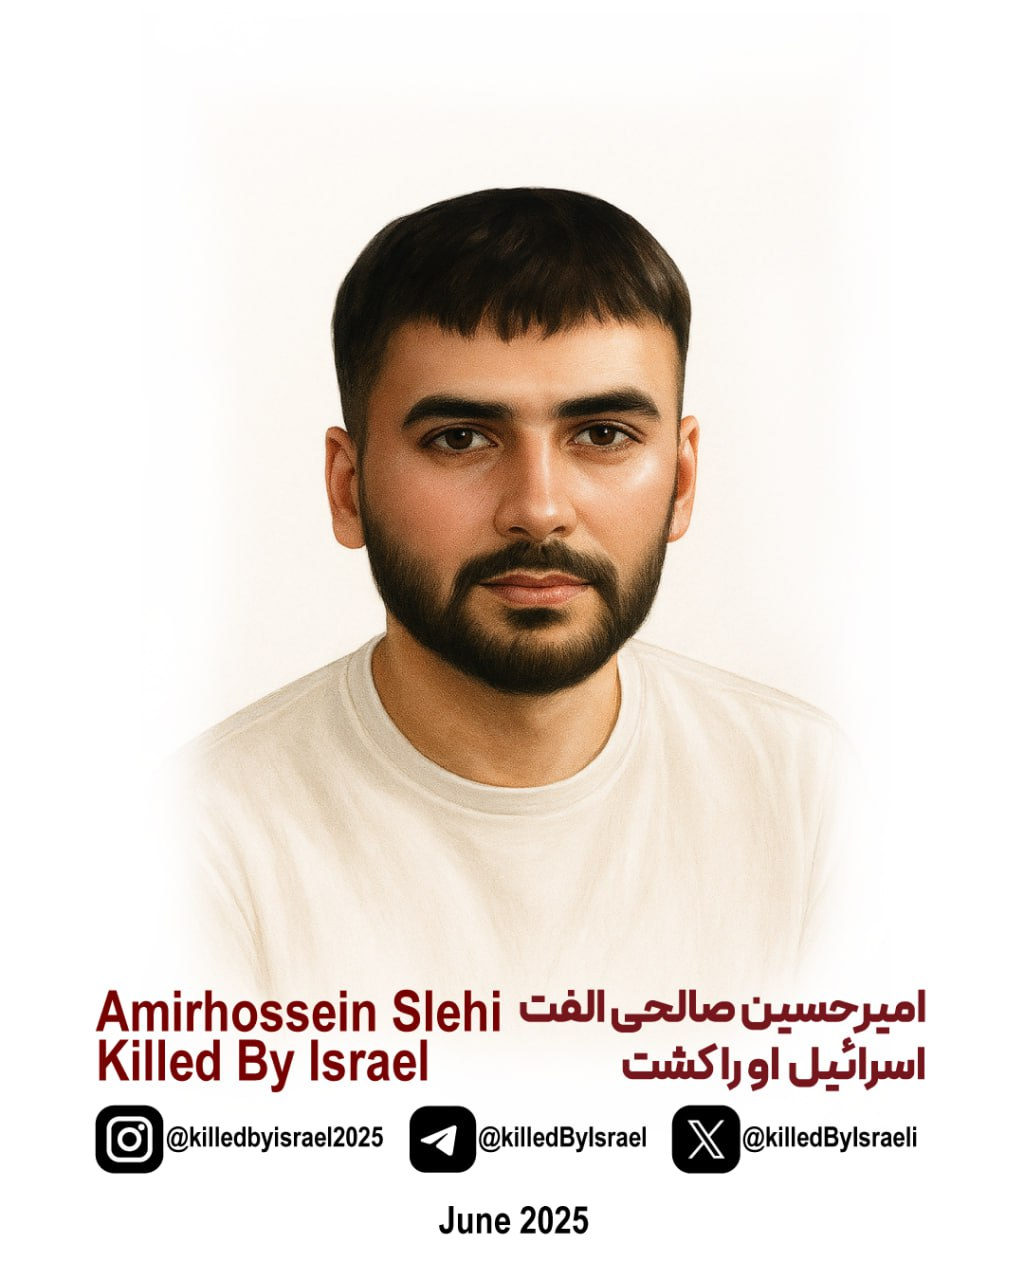 Amirhossein Slehi
Killed By Israel
امیرحسین صالحی الفت
اسرائیل او را کشت
@killedbyisrael2025
@killedByIsrael
@killedByIsraeli
June 2025